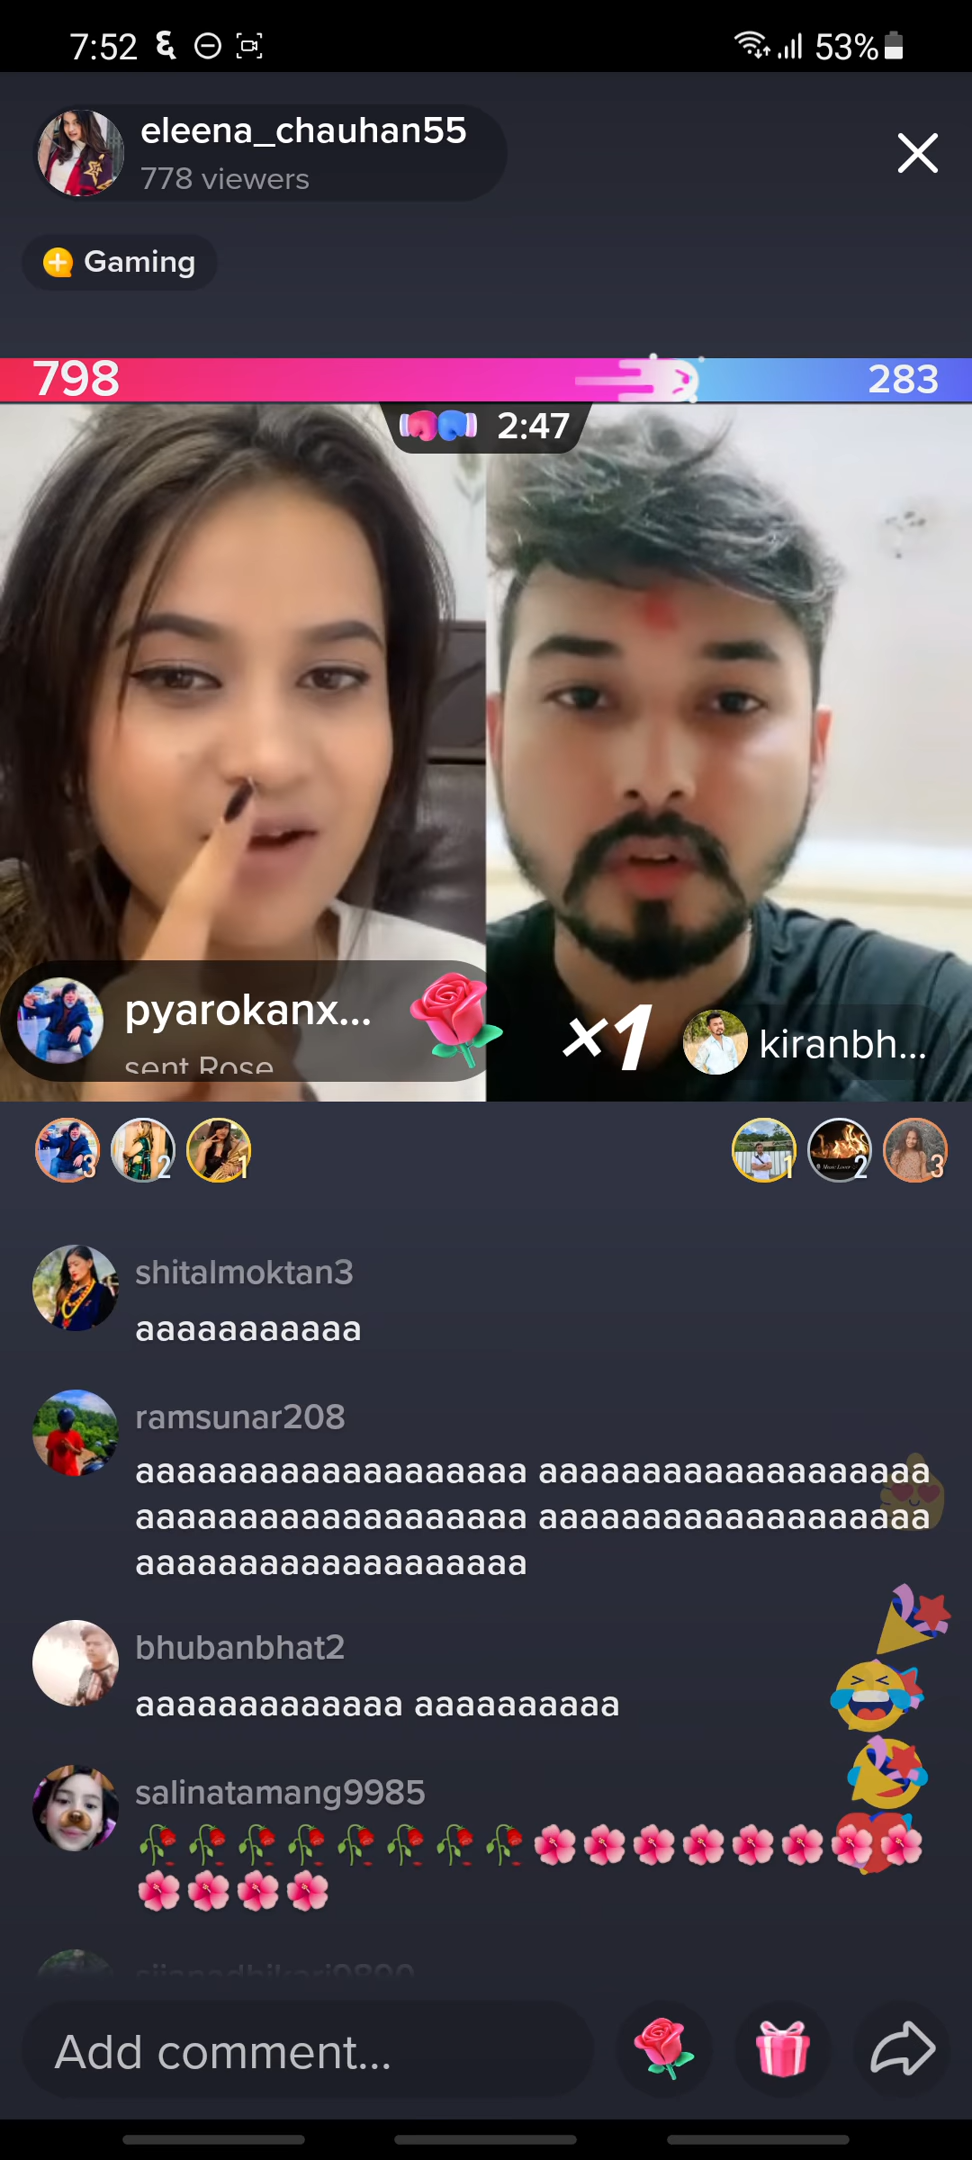 7:52
53%
eleena_chauhan55
778 viewers
Gaming
798
283
2:47
pyarokanx...
sent Rose
×1
kiranbh...
3
2
1
1
2
3
shitalmoktan3
aaaaaaaaaaa
ramsunar208
aaaaaaaaaaaaaaaaaaa aaaaaaaaaaaaaaaaaaa
aaaaaaaaaaaaaaaaaaa aaaaaaaaaaaaaaaaaaa
aaaaaaaaaaaaaaaaaaa
bhubanbhat2
aaaaaaaaaaaaa aaaaaaaaaa
salinatamang9985
Add comment...